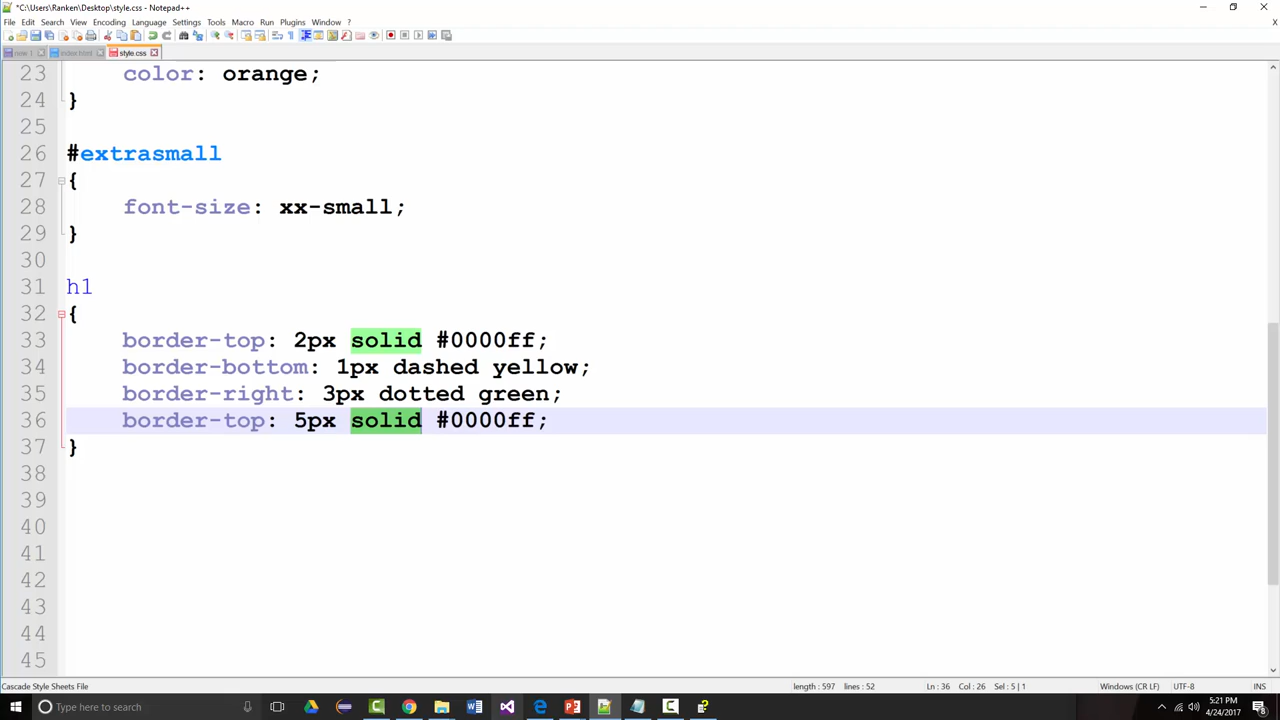 *C:\Users\Ranken\Desktop\style.css - Notepad++
File Edit Search View Encoding Language Settings Tools Macro Run Plugins Window ?
new 1 index.html style.css
23 color: orange;
24 }
25
26 #extrasmall
27 {
28 font-size: xx-small;
29 }
30
31 h1
32 {
33 border-top: 2px solid #0000ff;
34 border-bottom: 1px dashed yellow;
35 border-right: 3px dotted green;
36 border-top: 5px solid #0000ff;
37 }
38
39
40
41
42
43
44
45
Cascade Style Sheets File length : 597 lines : 52 Ln : 36 Col : 26 Sel : 5 | 1 Windows (CR LF) UTF-8 INS
Type here to search
5:21 PM
4/24/2017